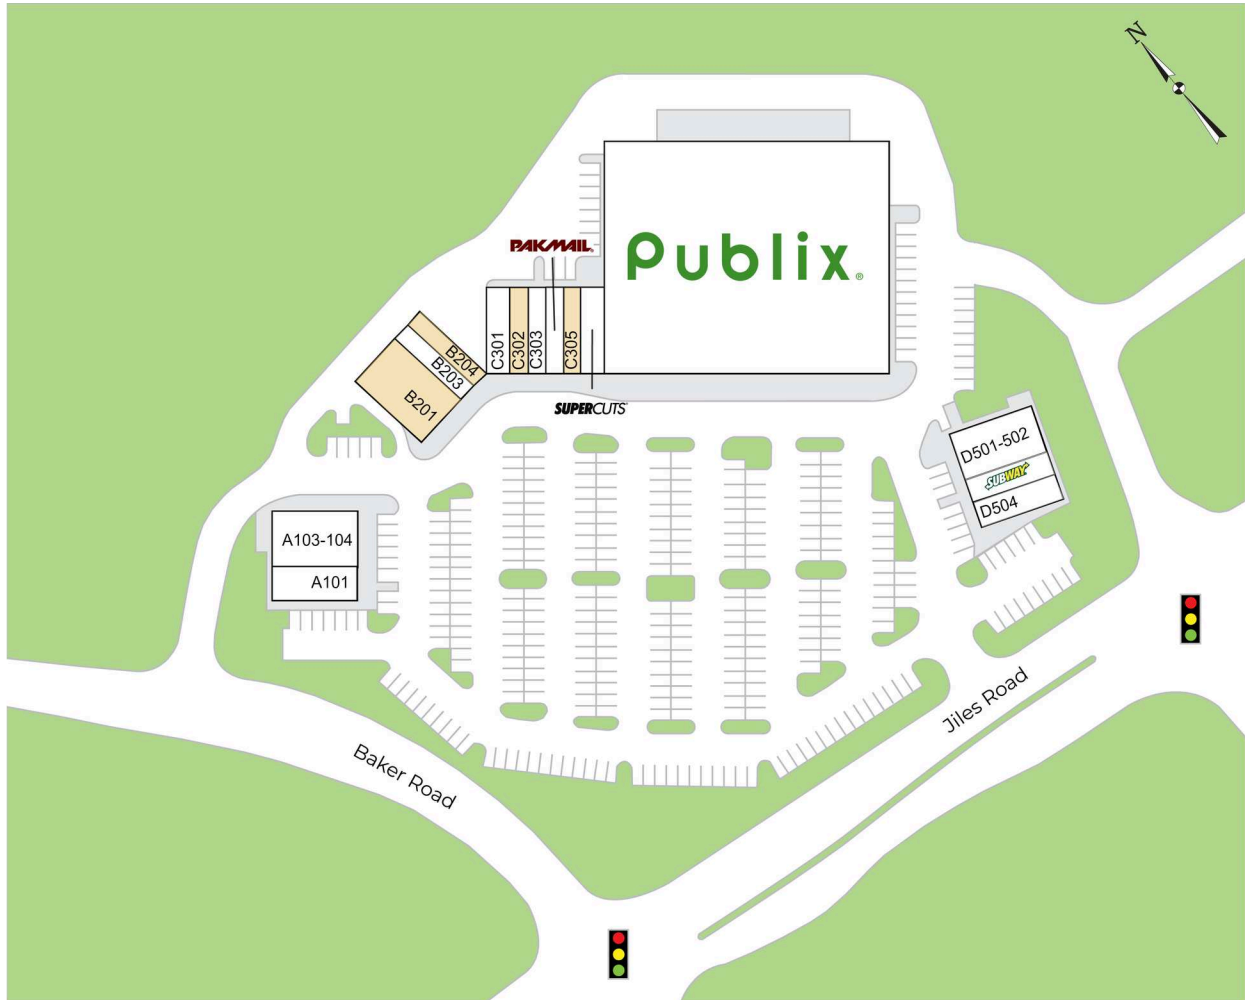 N
PAKMAIL®
Publix®
C301
C302
C303
C305
B204
B203
B201
SUPERCUTS
D501-502
SUBWAY
D504
A103-104
A101
Jiles Road
Baker Road